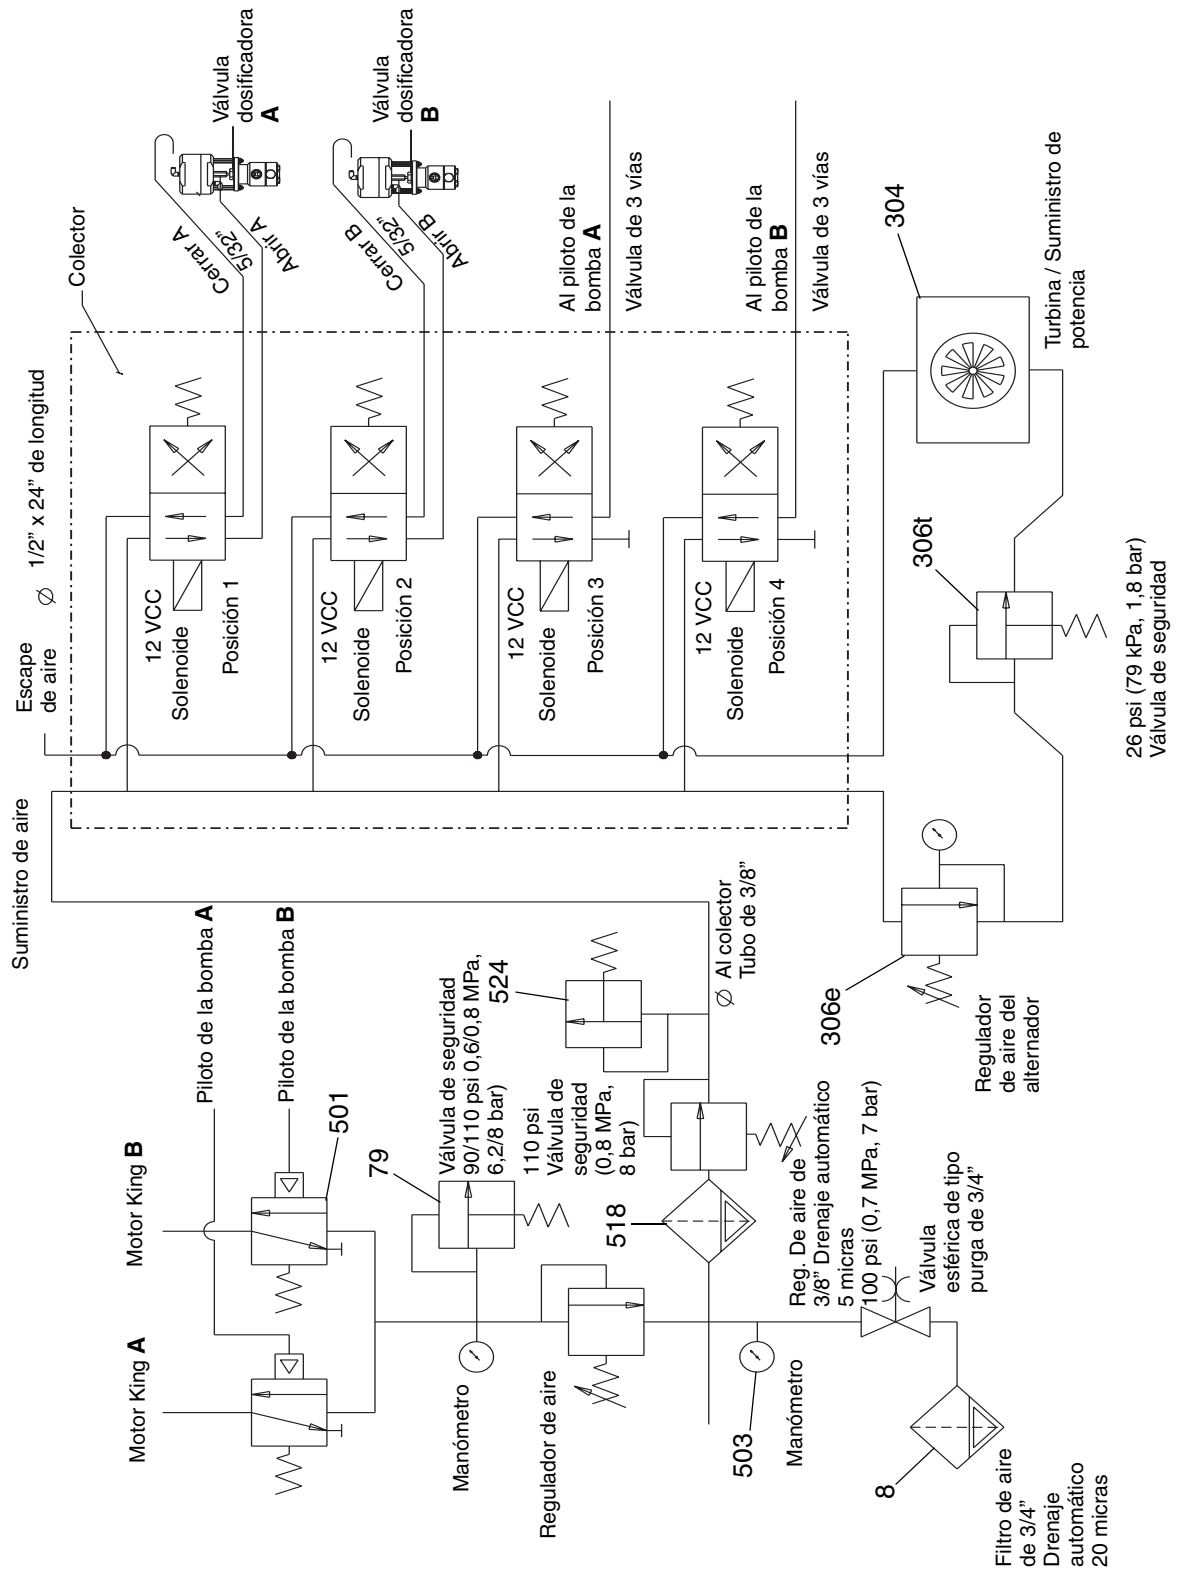 Suministro de aire
Escape
de aire
Ø 1/2” x 24” de longitud
Colector
Válvula
dosificadora
A
Válvula
dosificadora
B
Cerrar A
5/32”
Abrir A
Cerrar B
5/32”
Abrir B
12 VCC
Solenoide
Posición 1
12 VCC
Solenoide
Posición 2
12 VCC
Solenoide
Posición 3
12 VCC
Solenoide
Posición 4
Al piloto de la
bomba A
Válvula de 3 vías
Al piloto de la
bomba B
Válvula de 3 vías
304
Turbina / Suministro de
potencia
306t
26 psi (79 kPa, 1,8 bar)
Válvula de seguridad
306e
Regulador
de aire del
alternador
Motor King A
Motor King B
Piloto de la bomba A
Piloto de la bomba B
501
79
Válvula de seguridad
90/110 psi 0,6/0,8 MPa,
6,2/8 bar)
524
110 psi
Válvula de
seguridad
(0,8 MPa,
8 bar)
Ø Al colector
Tubo de 3/8”
518
Reg. De aire de
3/8” Drenaje automático
5 micras
100 psi (0,7 MPa, 7 bar)
Manómetro
Regulador de aire
503
Manómetro
Válvula
esférica de tipo
purga de 3/4”
8
Filtro de aire
de 3/4”
Drenaje
automático
20 micras